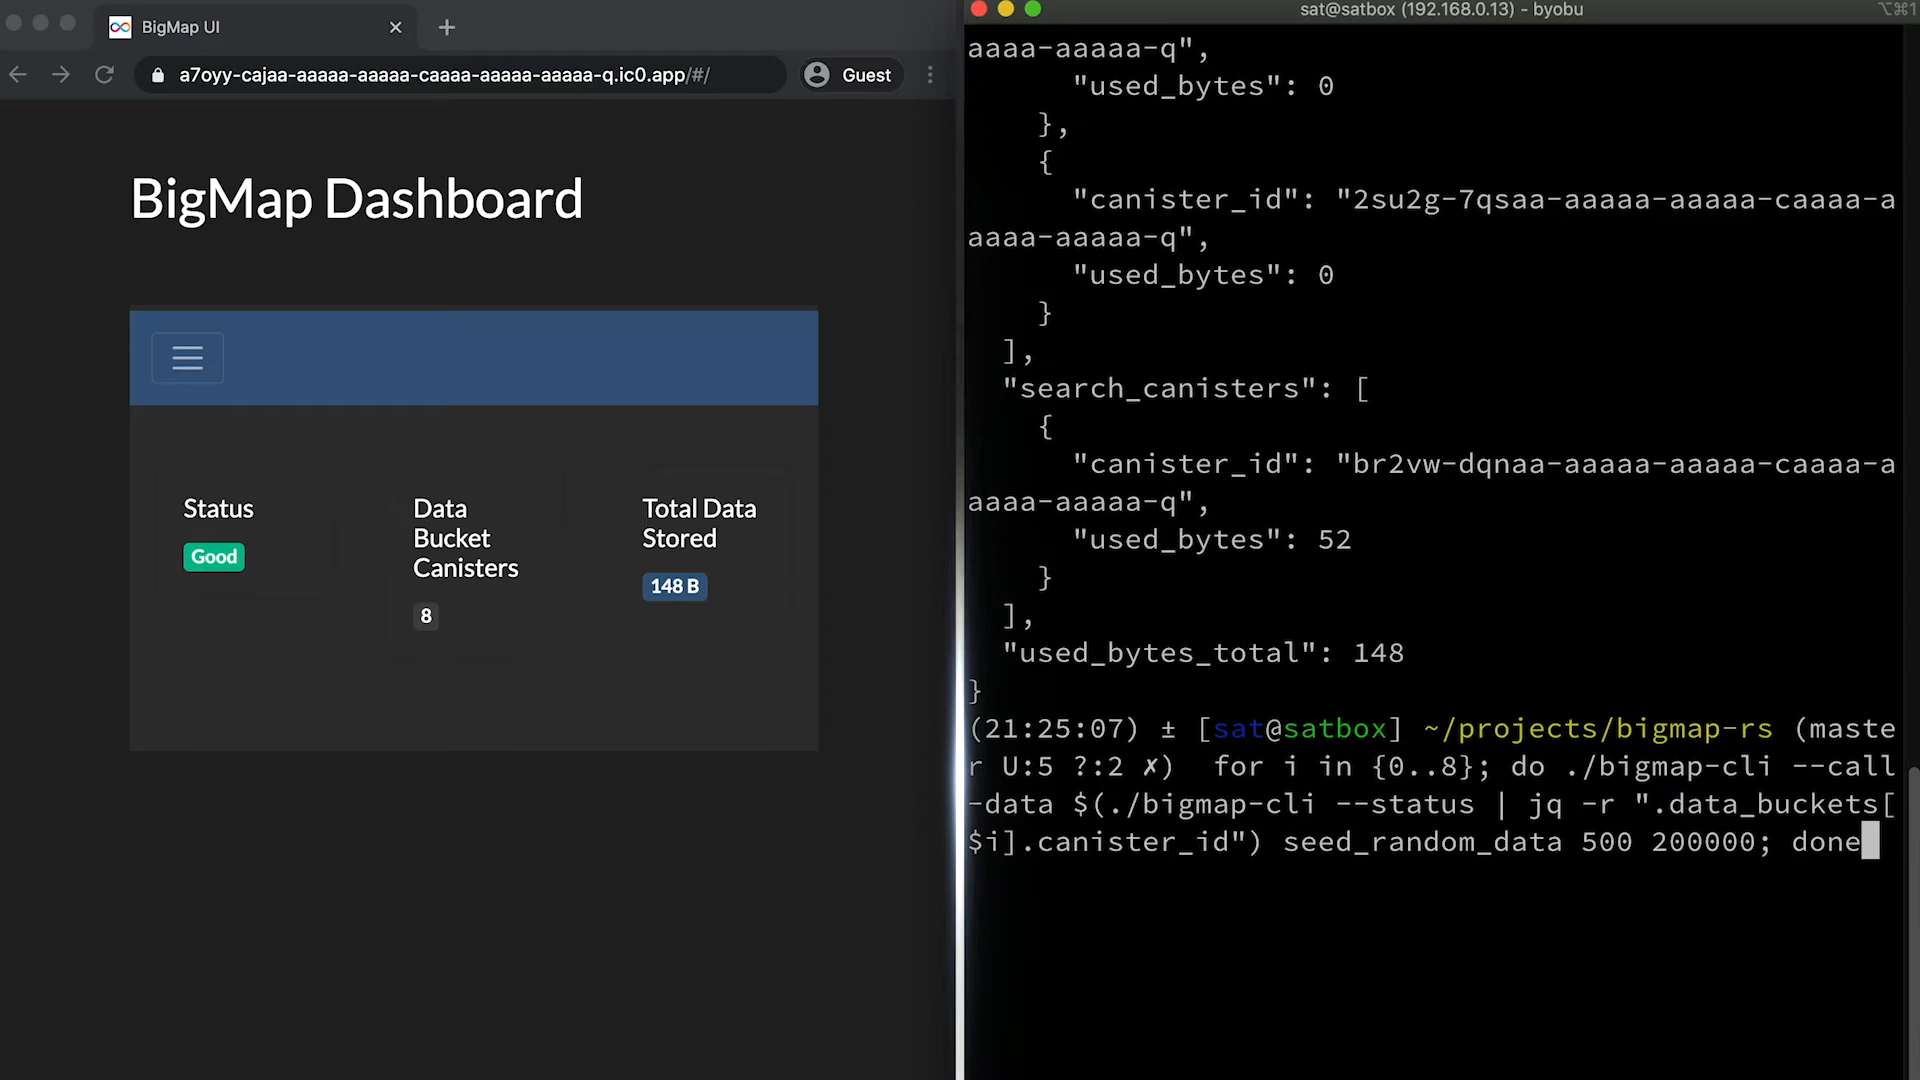 BigMap UI
a7oyy-cajaa-aaaaa-aaaaa-caaaa-aaaaa-aaaaa-q.ic0.app/#/
Guest
BigMap Dashboard
Status
Good
Data
Bucket
Canisters
8
Total Data
Stored
148 B
sat@satbox (192.168.0.13) - byobu
⌥⌘1
aaaa-aaaaa-q",
"used_bytes": 0
},
{
"canister_id": "2su2g-7qsaa-aaaaa-aaaaa-caaaa-a
aaaa-aaaaa-q",
"used_bytes": 0
}
],
"search_canisters": [
{
"canister_id": "br2vw-dqnaa-aaaaa-aaaaa-caaaa-a
aaaa-aaaaa-q",
"used_bytes": 52
}
],
"used_bytes_total": 148
}
(21:25:07) ± [sat@satbox] ~/projects/bigmap-rs (maste
r U:5 ?:2 ✗)  for i in {0..8}; do ./bigmap-cli --call
-data $(./bigmap-cli --status | jq -r ".data_buckets[
$i].canister_id") seed_random_data 500 200000; done